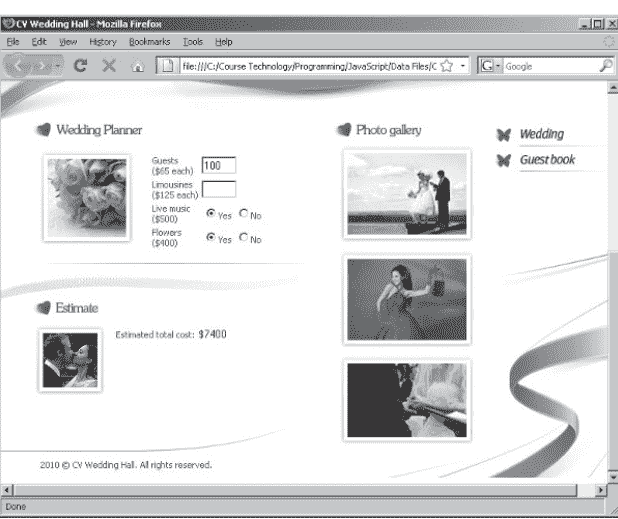 CV Wedding Hall - Mozilla Firefox
File Edit View History Bookmarks Tools Help
file:///C:/Course Technology/Programming/JavaScript/Data Files/C
G Google
Wedding Planner
Guests
($65 each)
100
Limousines
($125 each)
Live music
($500)
Yes No
Flowers
($400)
Yes No
Photo gallery
Wedding
Guest book
Estimate
Estimated total cost: $7400
2010 © CV Wedding Hall. All rights reserved.
Done